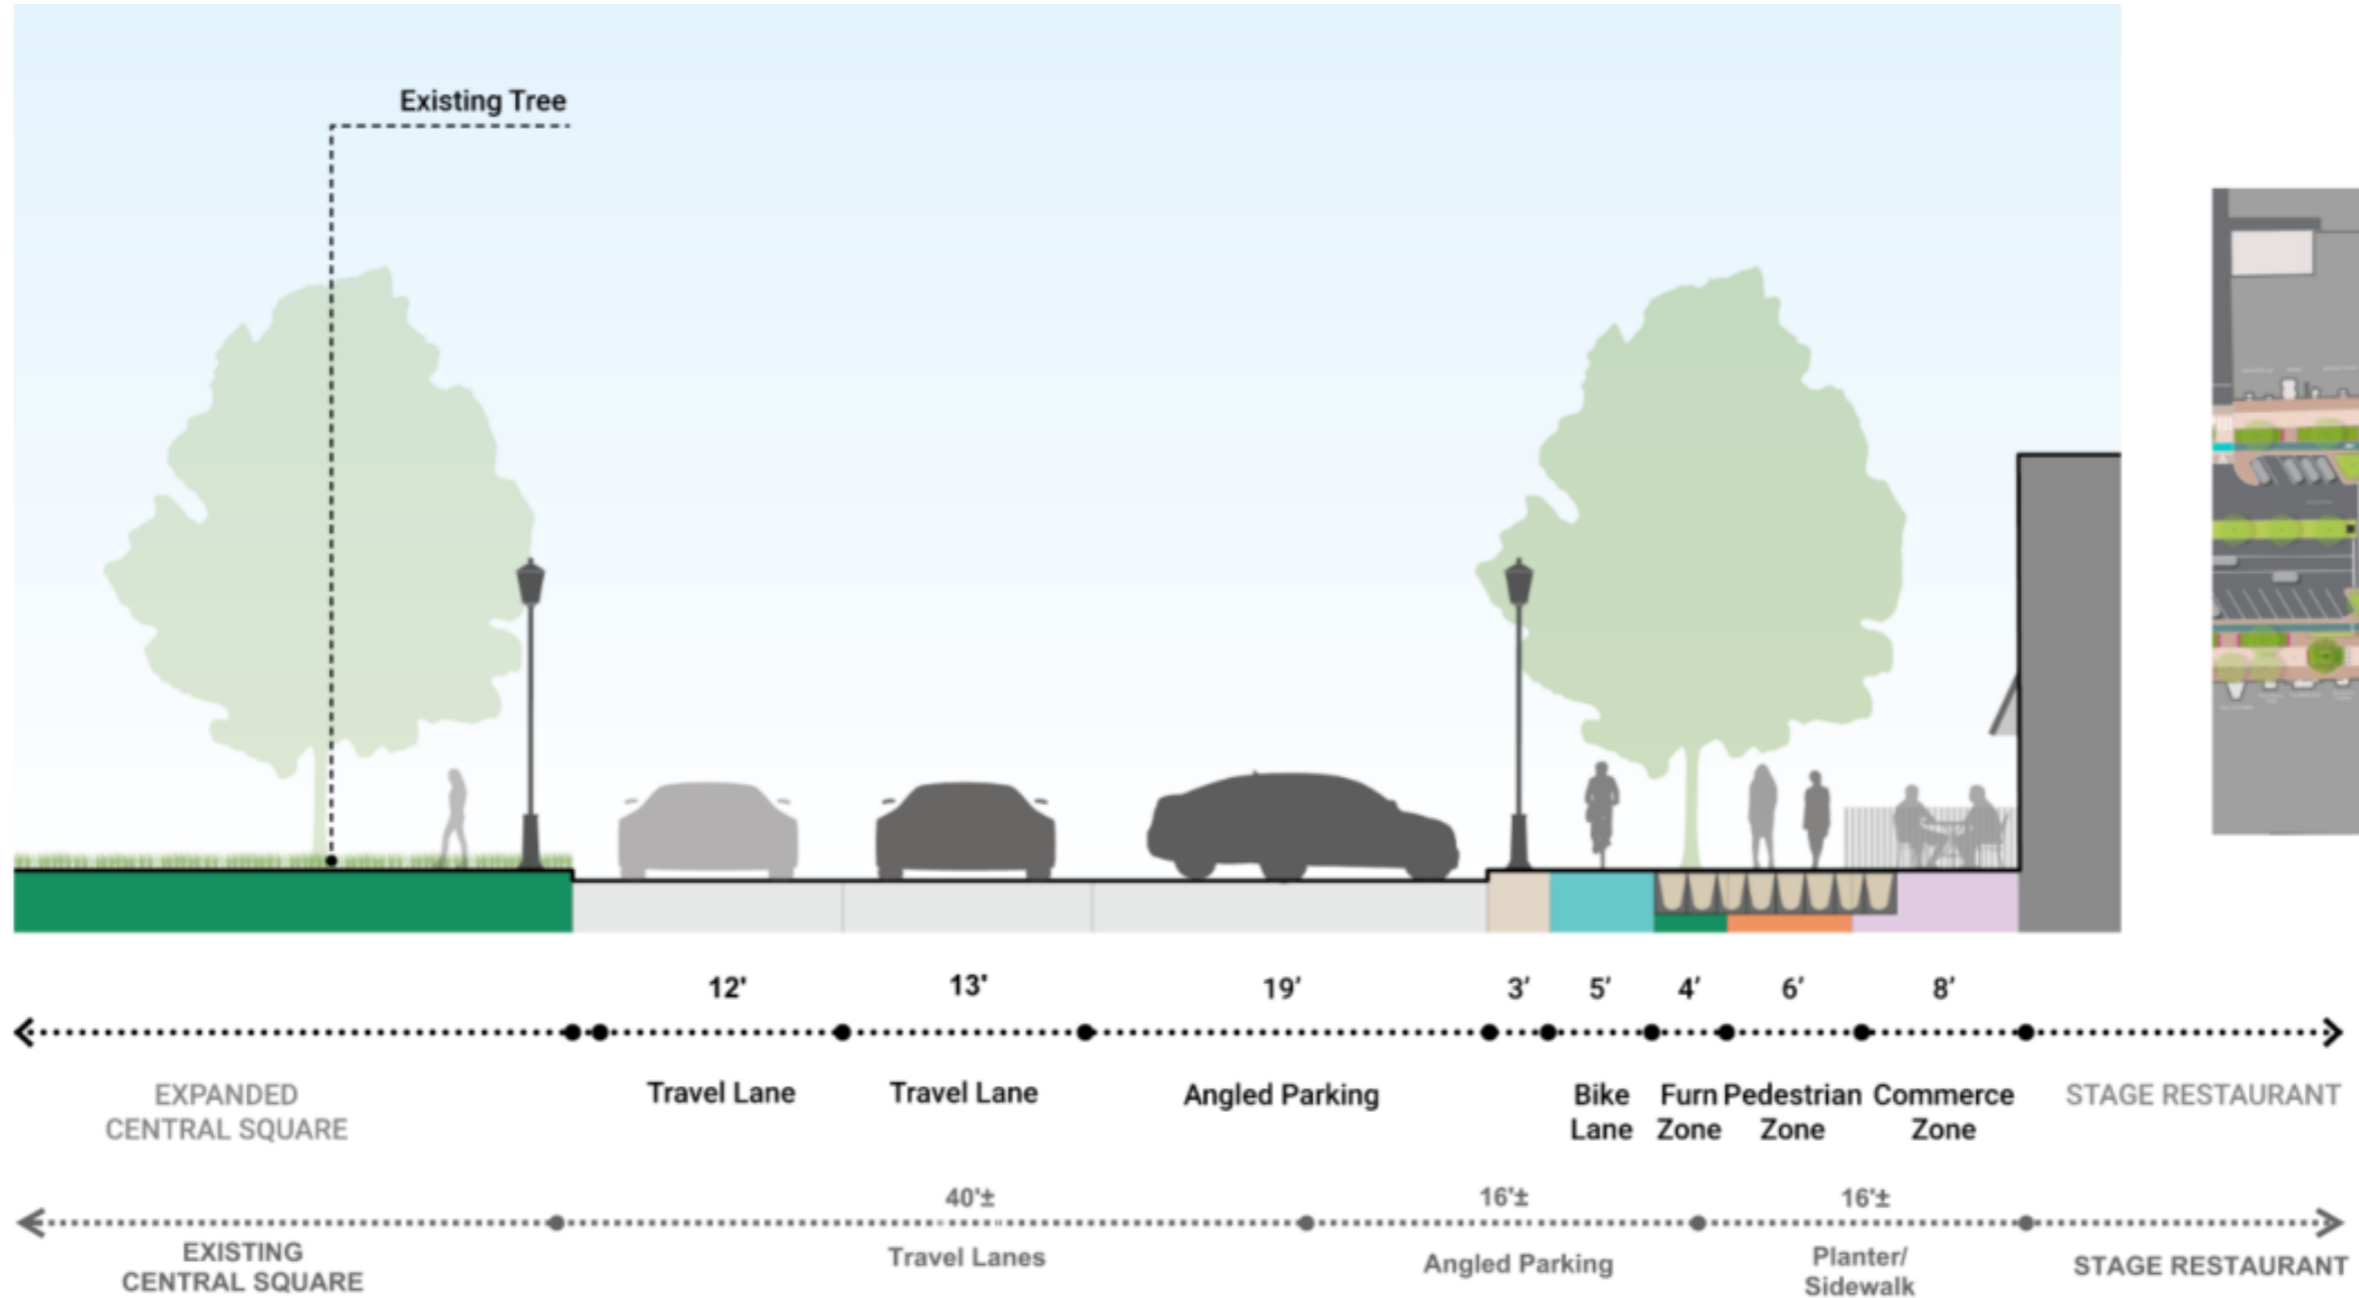 Existing Tree
12' 13' 19’ 3’ 5’ 4’ 6’ 8’
EXPANDED
CENTRAL SQUARE
Travel Lane
Travel Lane
Angled Parking
Bike
Lane
Furn
Zone
Pedestrian
Zone
Commerce
Zone
STAGE RESTAURANT
40'± 16'± 16'±
EXISTING
CENTRAL SQUARE
Travel Lanes
Angled Parking
Planter/
Sidewalk
STAGE RESTAURANT